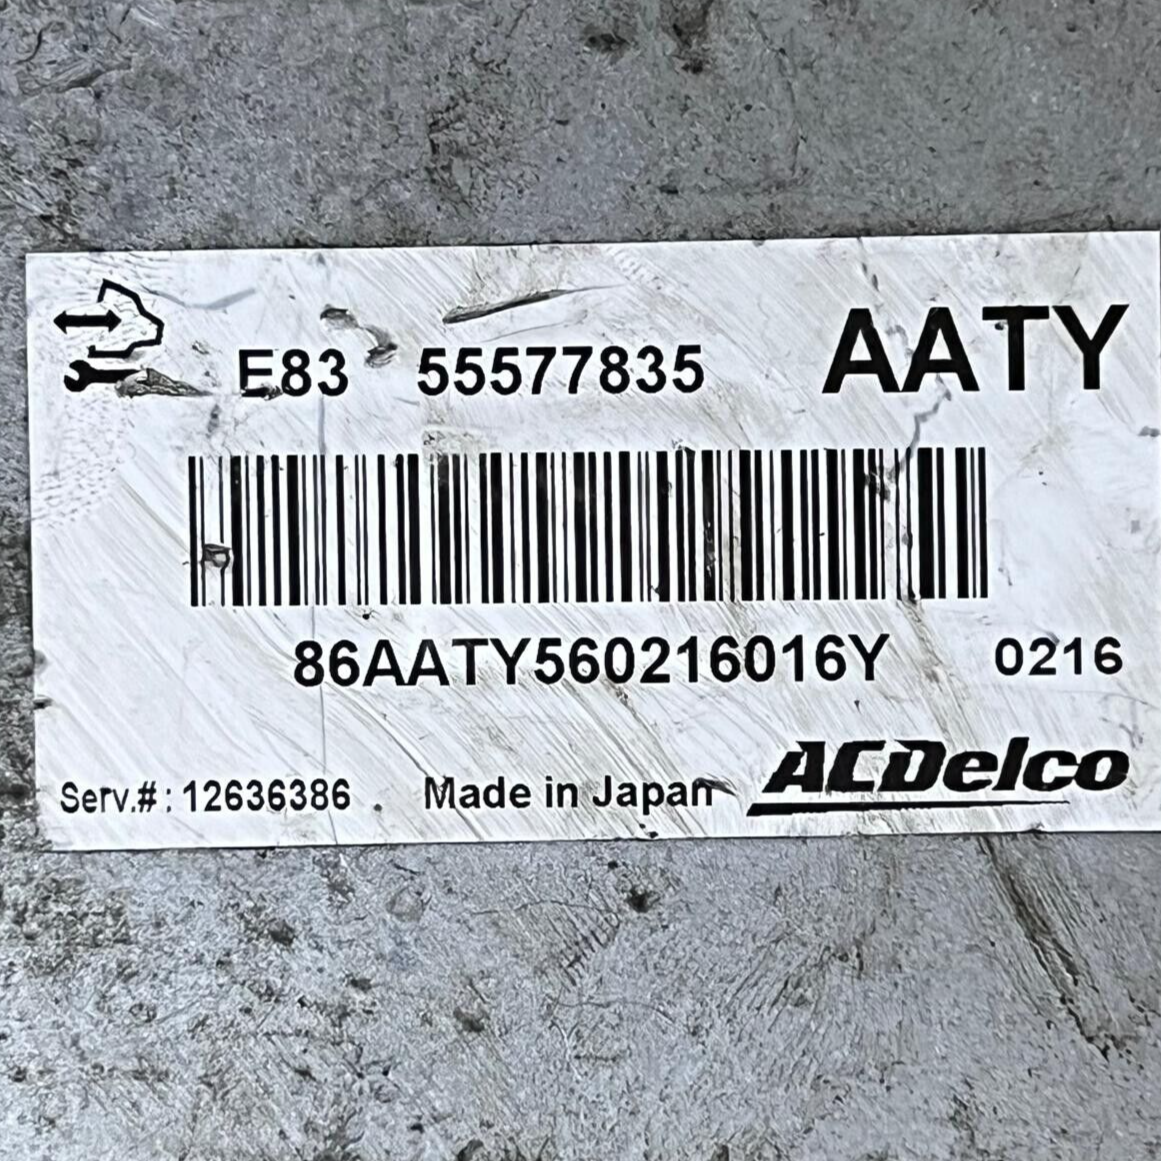 E83 55577835 AATY
86AATY560216016Y 0216
Serv.#: 12636386 . Made in Japan ACDelco